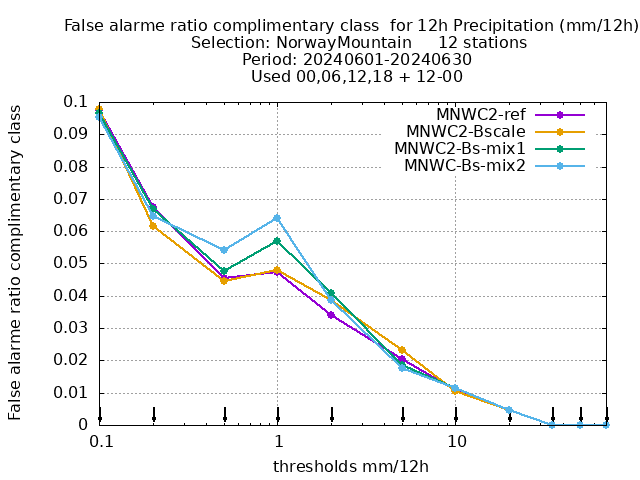 False alarme ratio complimentary class  for 12h Precipitation (mm/12h)
Selection: NorwayMountain     12 stations
Period: 20240601-20240630
Used 00,06,12,18 + 12-00
False alarme ratio complimentary class
0.1
0.09
0.08
0.07
0.06
0.05
0.04
0.03
0.02
0.01
0
MNWC2-ref
MNWC2-Bscale
MNWC2-Bs-mix1
MNWC-Bs-mix2
0.1 1 10
thresholds mm/12h